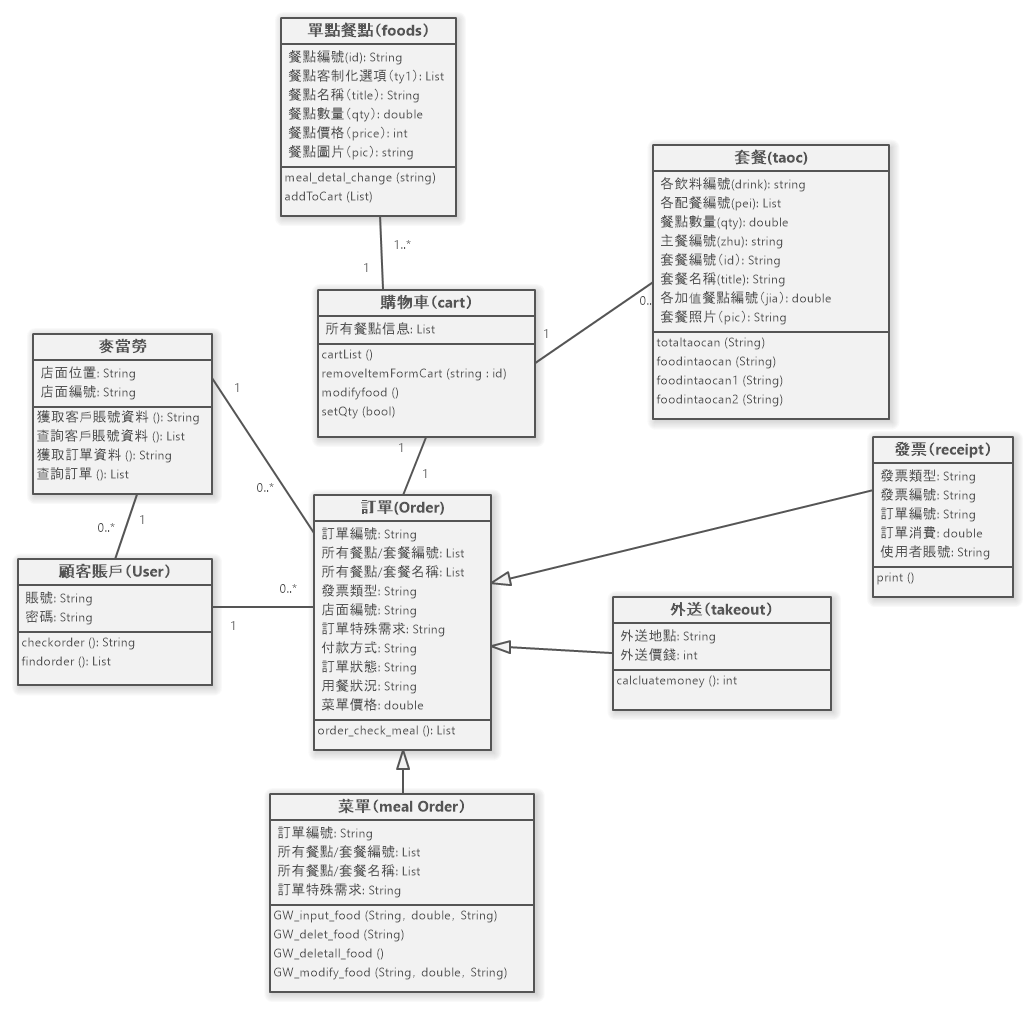 單點餐點(foods)
餐點編號(id): String
餐點客制化選項(ty1): List
餐點名稱(title): String
餐點數量(qty): double
餐點價格(price): int
餐點圖片(pic): string
meal_detal_change (string)
addToCart (List)
1..*
1
套餐(taoc)
各飲料編號(drink): string
各配餐編號(pei): List
餐點數量(qty): double
主餐編號(zhu): string
套餐編號(id): String
套餐名稱(title): String
各加值餐點編號(jia): double
套餐照片(pic): String
totaltaocan (String)
foodintaocan (String)
foodintaocan1 (String)
foodintaocan2 (String)
0..
1
購物車(cart)
所有餐點信息: List
cartList ()
removeItemFormCart (string : id)
modifyfood ()
setQty (bool)
1
1
麥當勞
店面位置: String
店面編號: String
獲取客戶賬號資料 (): String
查詢客戶賬號資料 (): List
獲取訂單資料 (): String
查詢訂單 (): List
1
0..*
1
0..*
顧客賬戶(User)
賬號: String
密碼: String
checkorder (): String
findorder (): List
0..*
1
訂單(Order)
訂單編號: String
所有餐點/套餐編號: List
所有餐點/套餐名稱: List
發票類型: String
店面編號: String
訂單特殊需求: String
付款方式: String
訂單狀態: String
用餐狀況: String
菜單價格: double
order_check_meal (): List
發票(receipt)
發票類型: String
發票編號: String
訂單編號: String
訂單消費: double
使用者賬號: String
print ()
外送(takeout)
外送地點: String
外送價錢: int
calcluatemoney (): int
菜單(meal Order)
訂單編號: String
所有餐點/套餐編號: List
所有餐點/套餐名稱: List
訂單特殊需求: String
GW_input_food (String, double, String)
GW_delet_food (String)
GW_deletall_food ()
GW_modify_food (String, double, String)